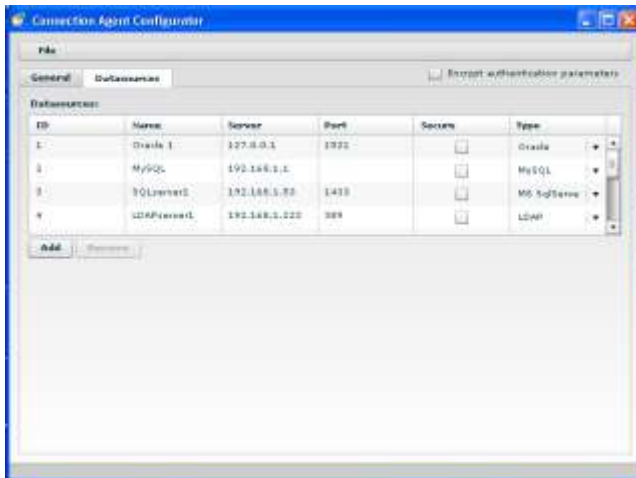 Connection Agent Configurator
File
General Datasources Encrypt authentication parameters
Datasources:
ID Name Server Port Secure Type
1 Oracle 1 127.0.0.1 1521 Oracle
2 MySQL 192.168.1.1 MySQL
3 SQLserver1 192.168.1.83 1433 MS SqlServe
4 LDAPserver1 192.168.1.223 389 LDAP
Add Remove